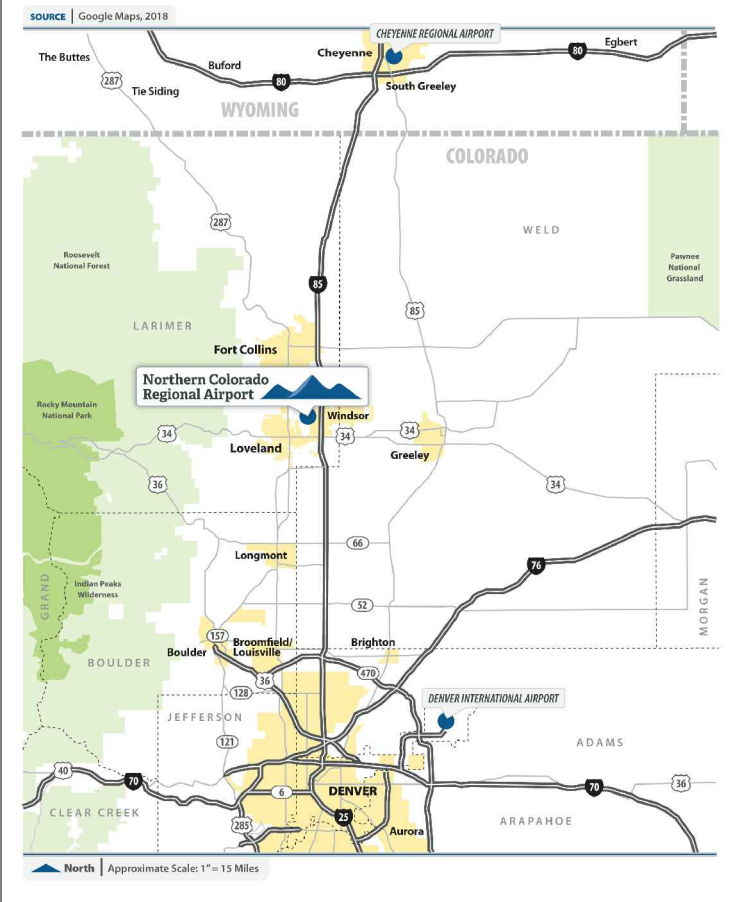 SOURCE | Google Maps, 2018
CHEYENNE REGIONAL AIRPORT
Cheyenne
Egbert
80
The Buttes
Buford
287
80
Tie Siding
South Greeley
WYOMING
COLORADO
287
WELD
Roosevelt
National Forest
Pawnee
National
Grassland
85
85
LARIMER
Fort Collins
Northern Colorado
Regional Airport
Rocky Mountain
National Park
Windsor
34
34
34
Loveland
Greeley
36
34
66
Longmont
76
Indian Peaks
Wilderness
GRAND
MORGAN
52
157
Broomfield/
Louisville
Brighton
Boulder
BOULDER
470
36
128
DENVER INTERNATIONAL AIRPORT
JEFFERSON
121
ADAMS
40
70
36
70
6
DENVER
CLEAR CREEK
25
285
ARAPAHOE
Aurora
North | Approximate Scale: 1" = 15 Miles